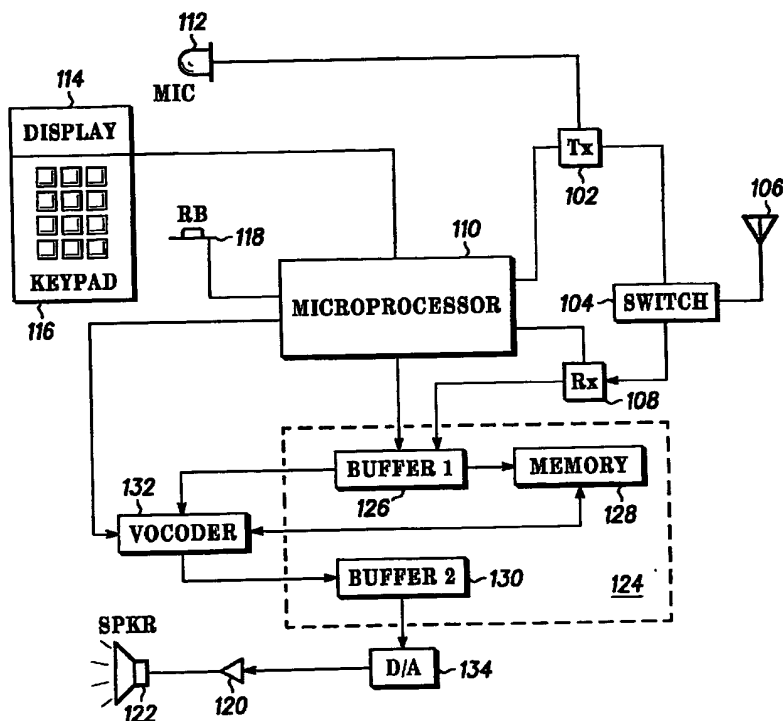 112
MIC
114
DISPLAY
KEYPAD
116
RB
118
110
MICROPROCESSOR
Tx
102
106
104
SWITCH
Rx
108
BUFFER 1
126
MEMORY
128
132
VOCODER
BUFFER 2
130
124
SPKR
122
120
D/A
134